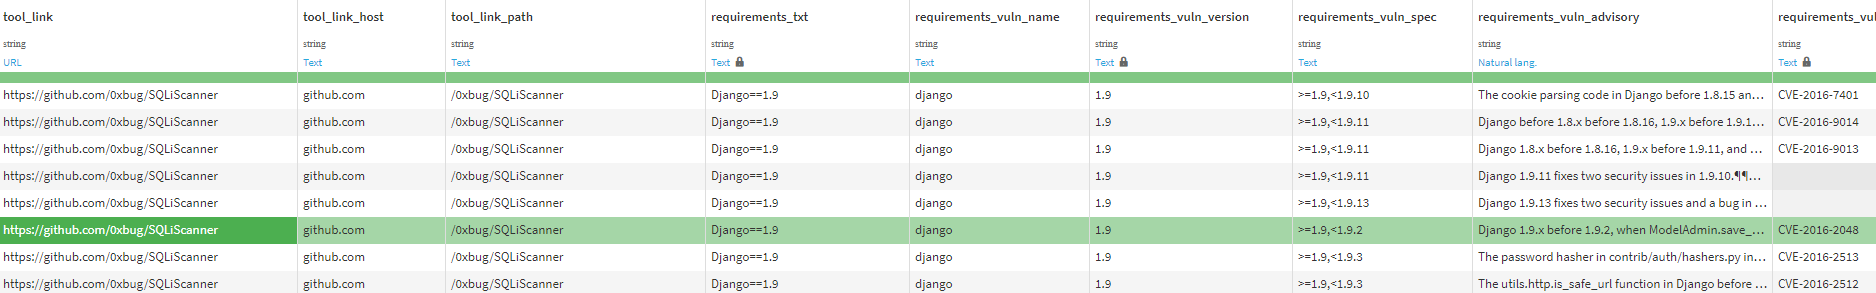 tool_link tool_link_host tool_link_path requirements_txt requirements_vuln_name requirements_vuln_version requirements_vuln_spec requirements_vuln_advisory requirements_vul
string string string string string string string string string
URL Text Text Text Text Text Text Natural lang. Text
https://github.com/0xbug/SQLiScanner github.com /0xbug/SQLiScanner Django==1.9 django 1.9 >=1.9,<1.9.10 The cookie parsing code in Django before 1.8.15 an... CVE-2016-7401
https://github.com/0xbug/SQLiScanner github.com /0xbug/SQLiScanner Django==1.9 django 1.9 >=1.9,<1.9.11 Django before 1.8.x before 1.8.16, 1.9.x before 1.9.1... CVE-2016-9014
https://github.com/0xbug/SQLiScanner github.com /0xbug/SQLiScanner Django==1.9 django 1.9 >=1.9,<1.9.11 Django 1.8.x before 1.8.16, 1.9.x before 1.9.11, and ... CVE-2016-9013
https://github.com/0xbug/SQLiScanner github.com /0xbug/SQLiScanner Django==1.9 django 1.9 >=1.9,<1.9.11 Django 1.9.11 fixes two security issues in 1.9.10.¶¶...
https://github.com/0xbug/SQLiScanner github.com /0xbug/SQLiScanner Django==1.9 django 1.9 >=1.9,<1.9.13 Django 1.9.13 fixes two security issues and a bug in ...
https://github.com/0xbug/SQLiScanner github.com /0xbug/SQLiScanner Django==1.9 django 1.9 >=1.9,<1.9.2 Django 1.9.x before 1.9.2, when ModelAdmin.save_... CVE-2016-2048
https://github.com/0xbug/SQLiScanner github.com /0xbug/SQLiScanner Django==1.9 django 1.9 >=1.9,<1.9.3 The password hasher in contrib/auth/hashers.py in... CVE-2016-2513
https://github.com/0xbug/SQLiScanner github.com /0xbug/SQLiScanner Django==1.9 django 1.9 >=1.9,<1.9.3 The utils.http.is_safe_url function in Django before ... CVE-2016-2512